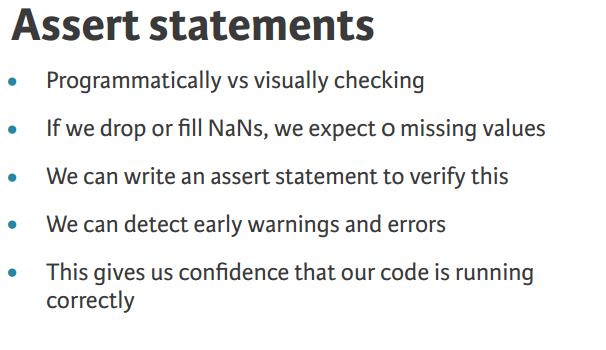 Assert statements
● Programmatically vs visually checking
● If we drop or fill NaNs, we expect 0 missing values
● We can write an assert statement to verify this
● We can detect early warnings and errors
● This gives us confidence that our code is running
correctly